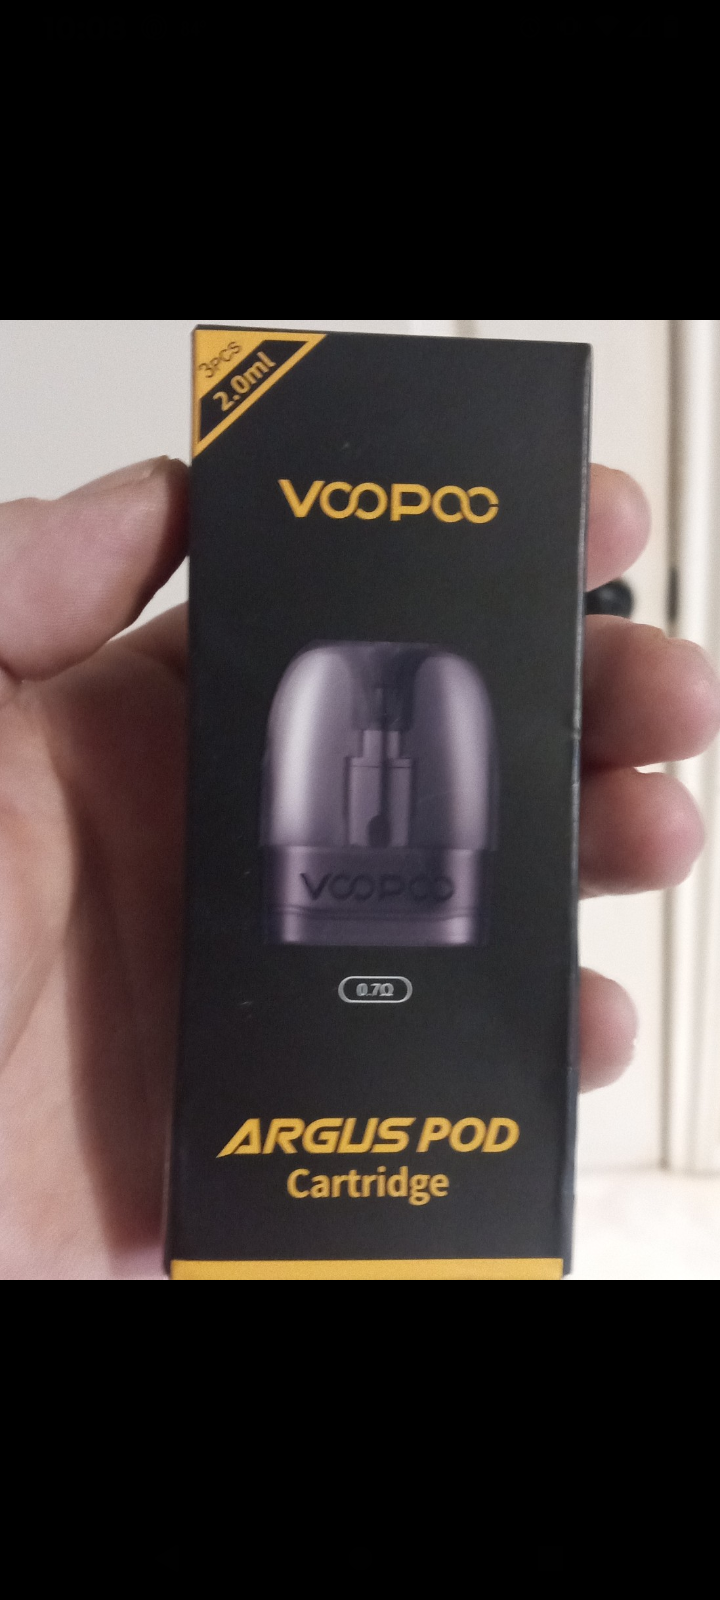 3PCS
2.0ml
VOOPOO
VOOPOO
0.7Ω
ARGUS POD
Cartridge